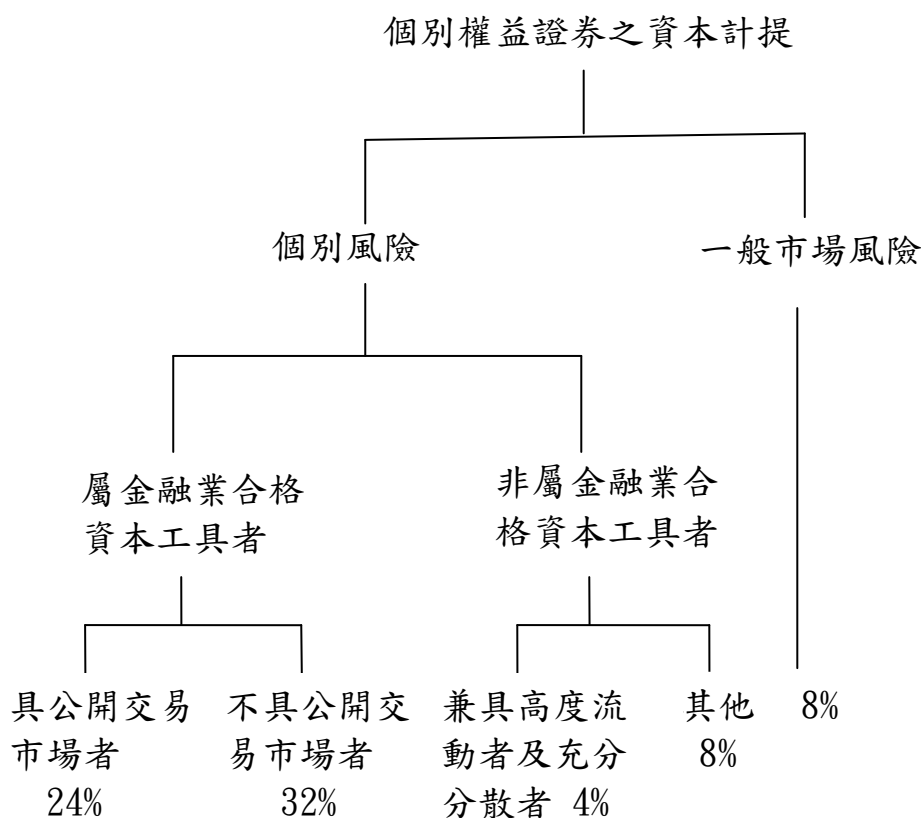 個別權益證券之資本計提
個別風險
一般市場風險
屬金融業合格
資本工具者
非屬金融業合
格資本工具者
具公開交易
市場者
24%
不具公開交
易市場者
32%
兼具高度流
動者及充分
分散者 4%
其他
8%
8%